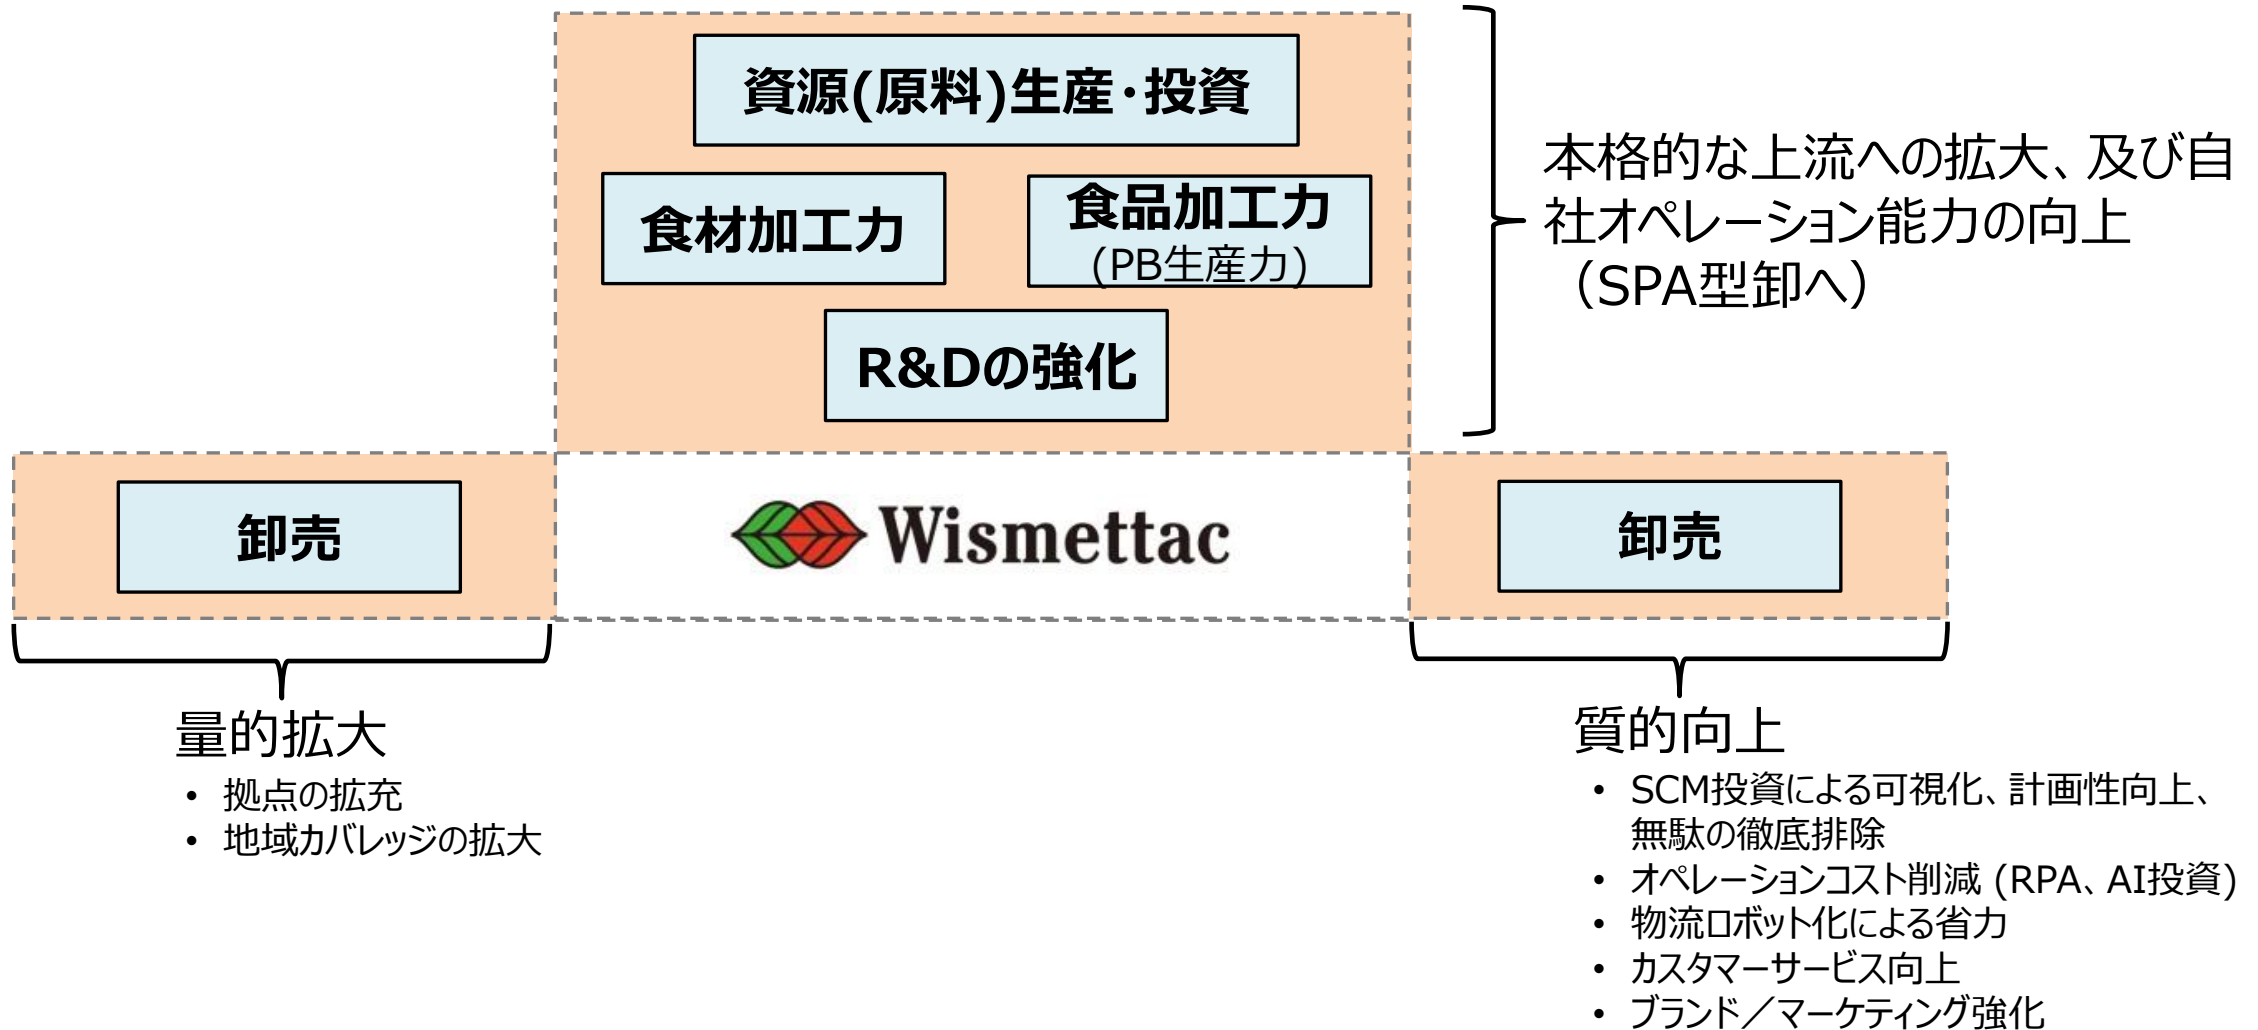 資源(原料)生産･投資
食材加工力
食品加工力
(PB生産力)
R&Dの強化
本格的な上流への拡大、及び自
社オペレーション能力の向上
（SPA型卸へ）
卸売
Wismettac
卸売
量的拡大
• 拠点の拡充
• 地域カバレッジの拡大
質的向上
• SCM投資による可視化、計画性向上、
無駄の徹底排除
• オペレーションコスト削減 (RPA、AI投資)
• 物流ロボット化による省力
• カスタマーサービス向上
• ブランド／マーケティング強化